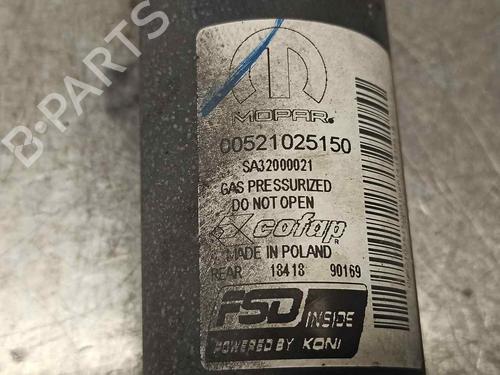 B-PARTS
MOPAR
00521025150
SA32000021
GAS PRESSURIZED
DO NOT OPEN
cofap
MADE IN POLAND
REAR 18418 90169
FSD INSIDE
POWERED BY KONI